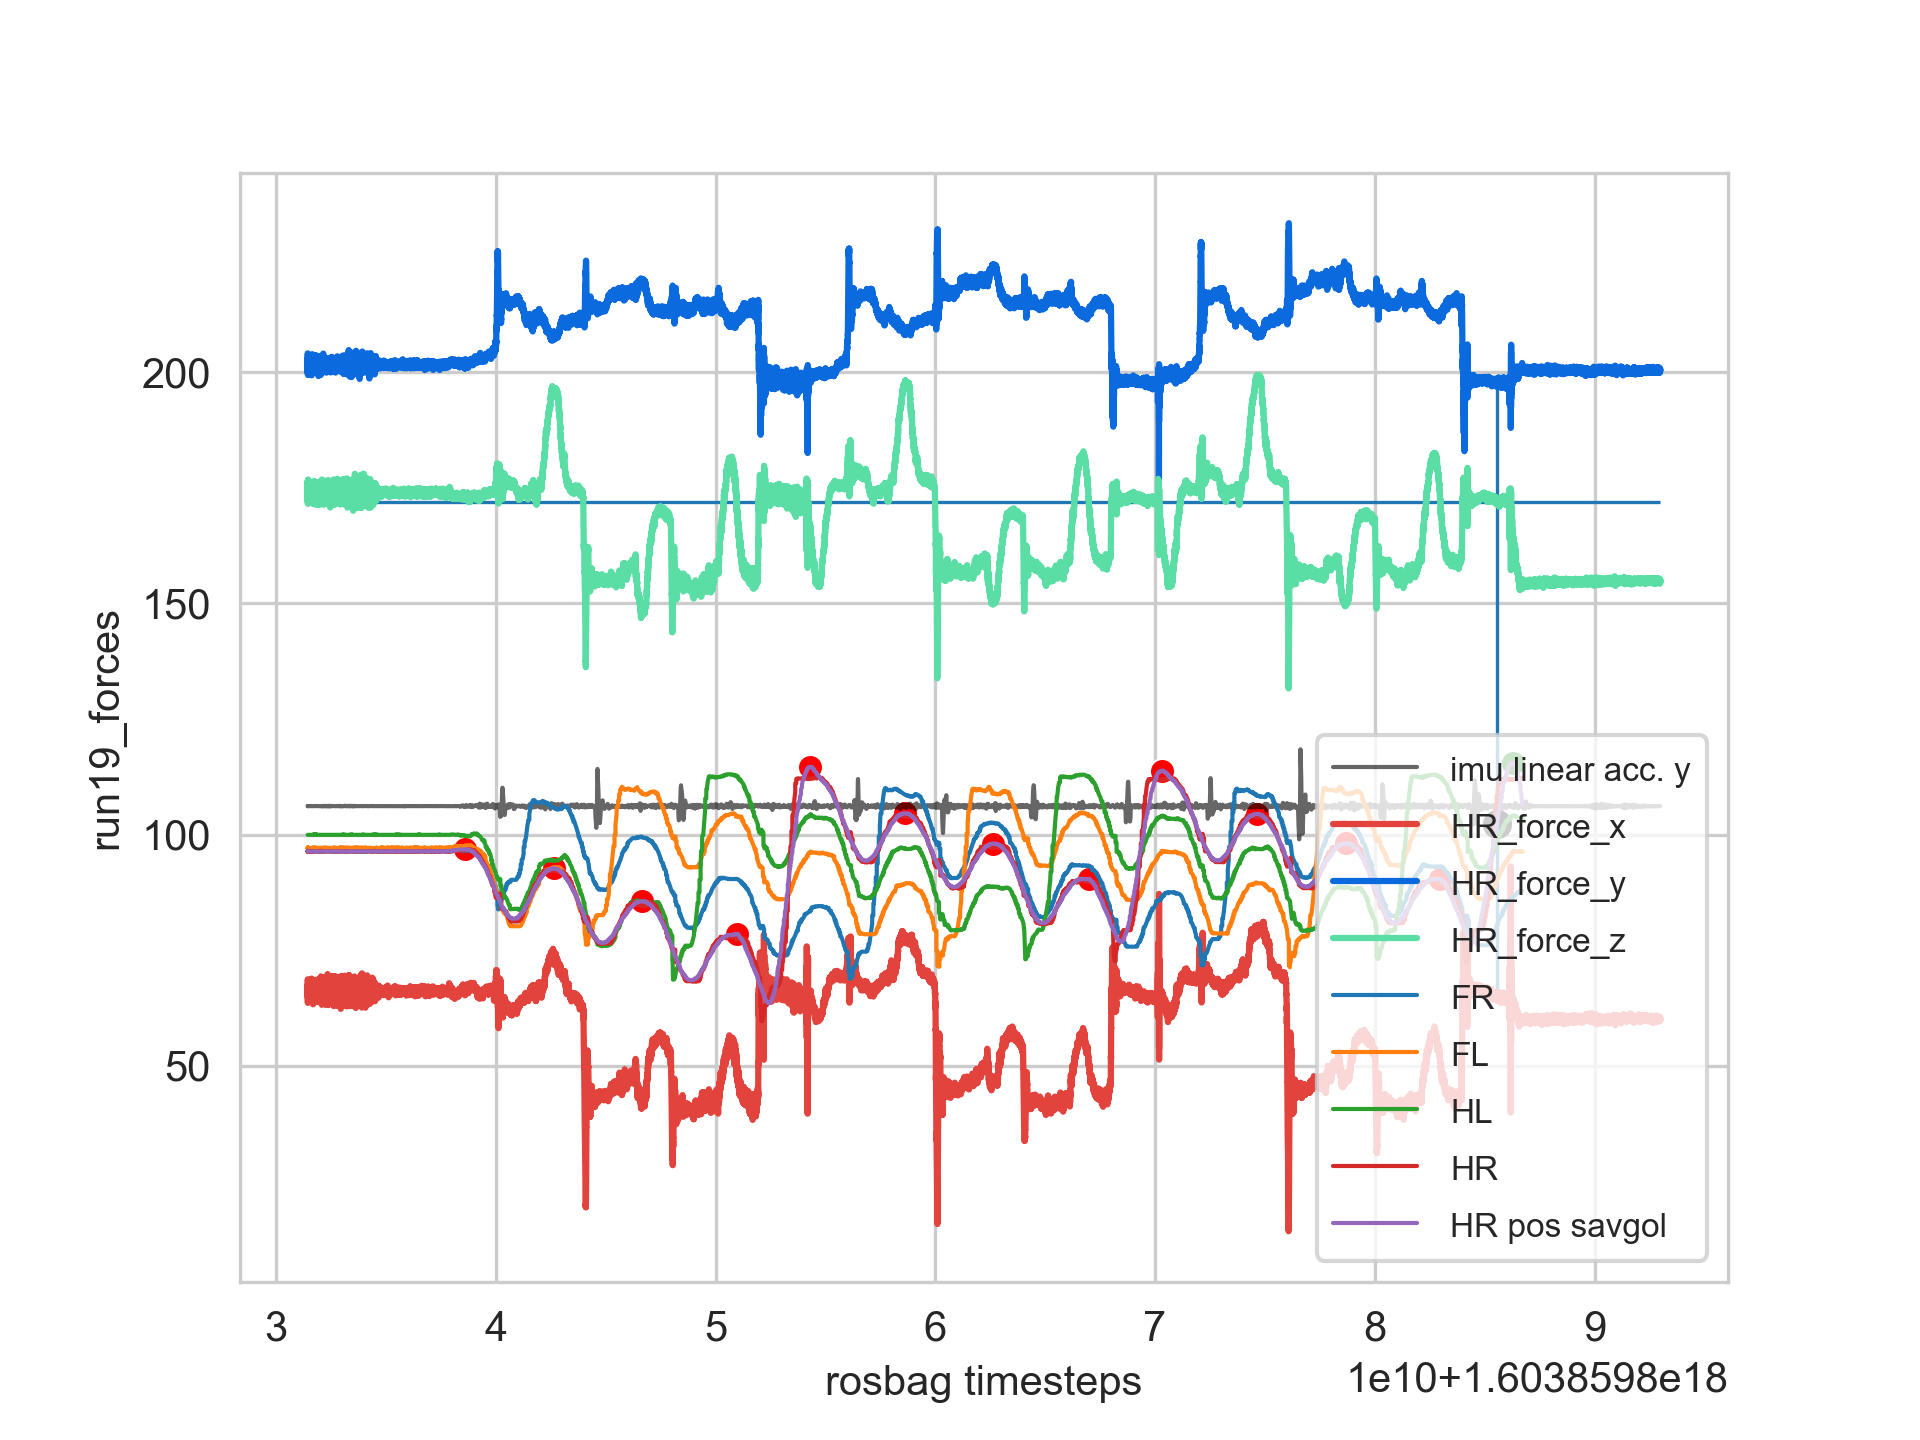 200
150
100
50
run19_forces
imu linear acc. y
HR_force_x
HR_force_y
HR_force_z
FR
FL
HL
HR
HR pos savgol
3 4 5 6 7 8 9
rosbag timesteps
1e10+1.6038598e18